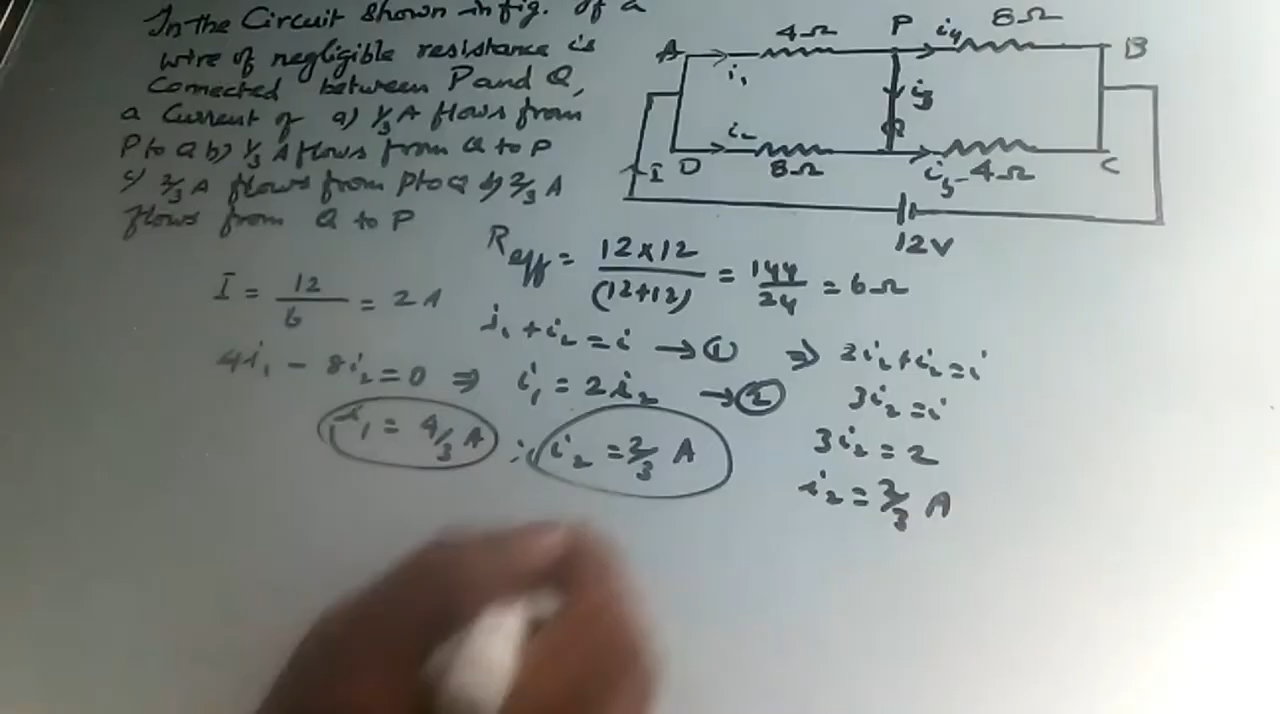 In the Circuit shown in fig. If a
wire of negligible resistance is
Connected between P and Q,
a Current of a) 1/3 A flows from
P to Q b) 1/3 A flows from Q to P
c) 2/3 A flows from P to Q d) 2/3 A
flows from Q to P
A i₁ 4Ω P i₄ 8Ω B
i₃
I D i₂ 8Ω Q i₅ 4Ω C
12V
Reff = 12×12/(12+12) = 144/24 = 6Ω
I = 12/6 = 2A
i₁ + i₂ = i → ① ⇒ 2i₂+i₂=i
4i₁ - 8i₂=0 ⇒ i₁ = 2i₂ → ② 3i₂=i
i₁ = 4/3 A ; i₂ = 2/3 A 3i₂ = 2
i₂ = 2/3 A